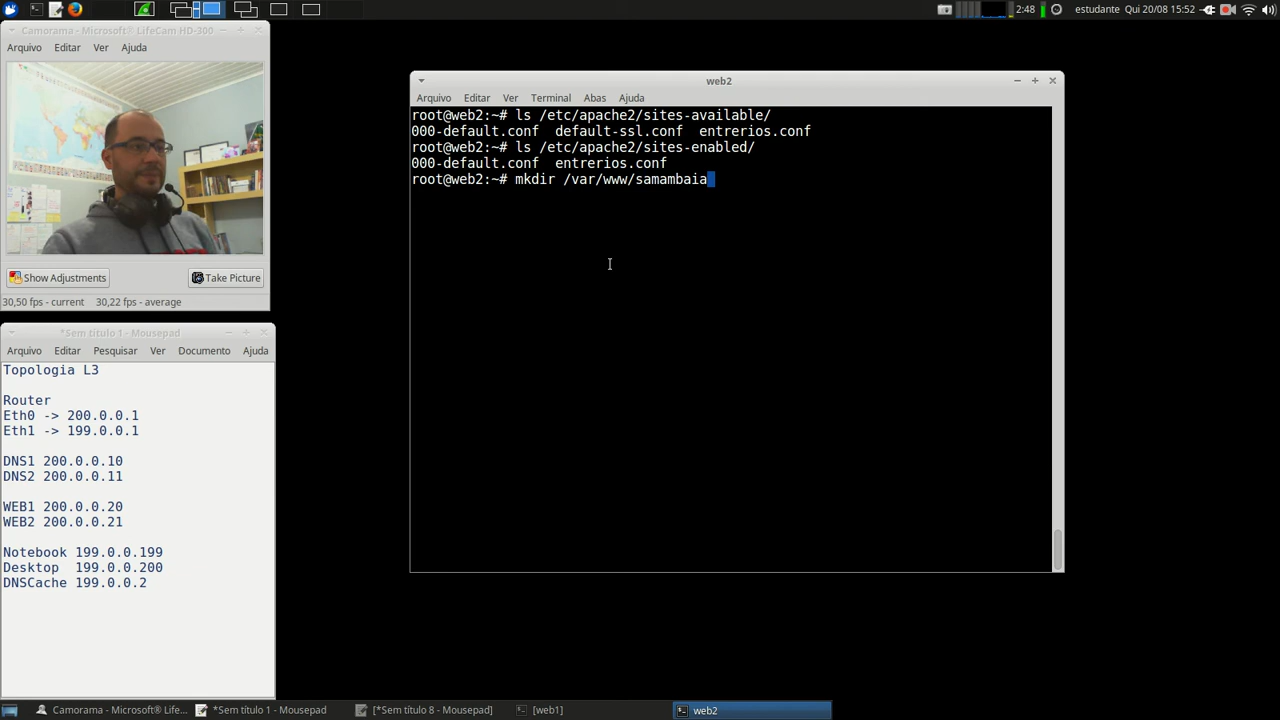 2:48 estudante Qui 20/08 15:52
Camorama - Microsoft® LifeCam HD-300
Arquivo Editar Ver Ajuda
Show Adjustments Take Picture
30,50 fps - current 30,22 fps - average
*Sem título 1 - Mousepad
Arquivo Editar Pesquisar Ver Documento Ajuda
Topologia L3
Router
Eth0 -> 200.0.0.1
Eth1 -> 199.0.0.1
DNS1 200.0.0.10
DNS2 200.0.0.11
WEB1 200.0.0.20
WEB2 200.0.0.21
Notebook 199.0.0.199
Desktop 199.0.0.200
DNSCache 199.0.0.2
web2
Arquivo Editar Ver Terminal Abas Ajuda
root@web2:~# ls /etc/apache2/sites-available/
000-default.conf default-ssl.conf entrerios.conf
root@web2:~# ls /etc/apache2/sites-enabled/
000-default.conf entrerios.conf
root@web2:~# mkdir /var/www/samambaia
Camorama - Microsoft® Life... *Sem título 1 - Mousepad [*Sem título 8 - Mousepad] [web1] web2